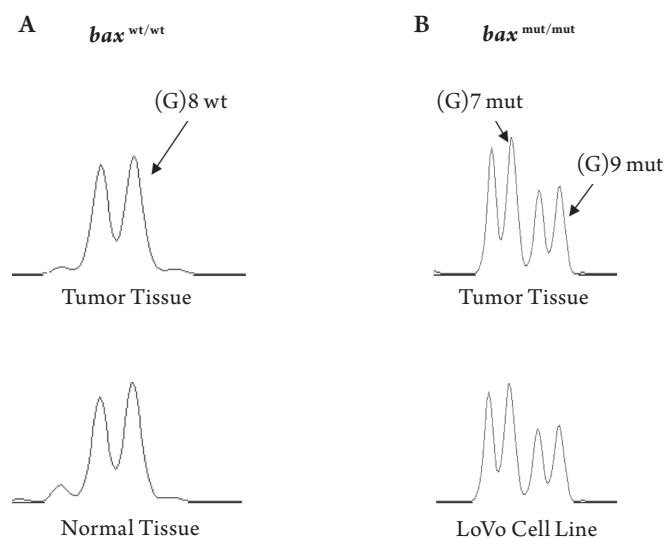 A
bax wt/wt
(G)8 wt
Tumor Tissue
Normal Tissue
B
bax mut/mut
(G)7 mut
(G)9 mut
Tumor Tissue
LoVo Cell Line